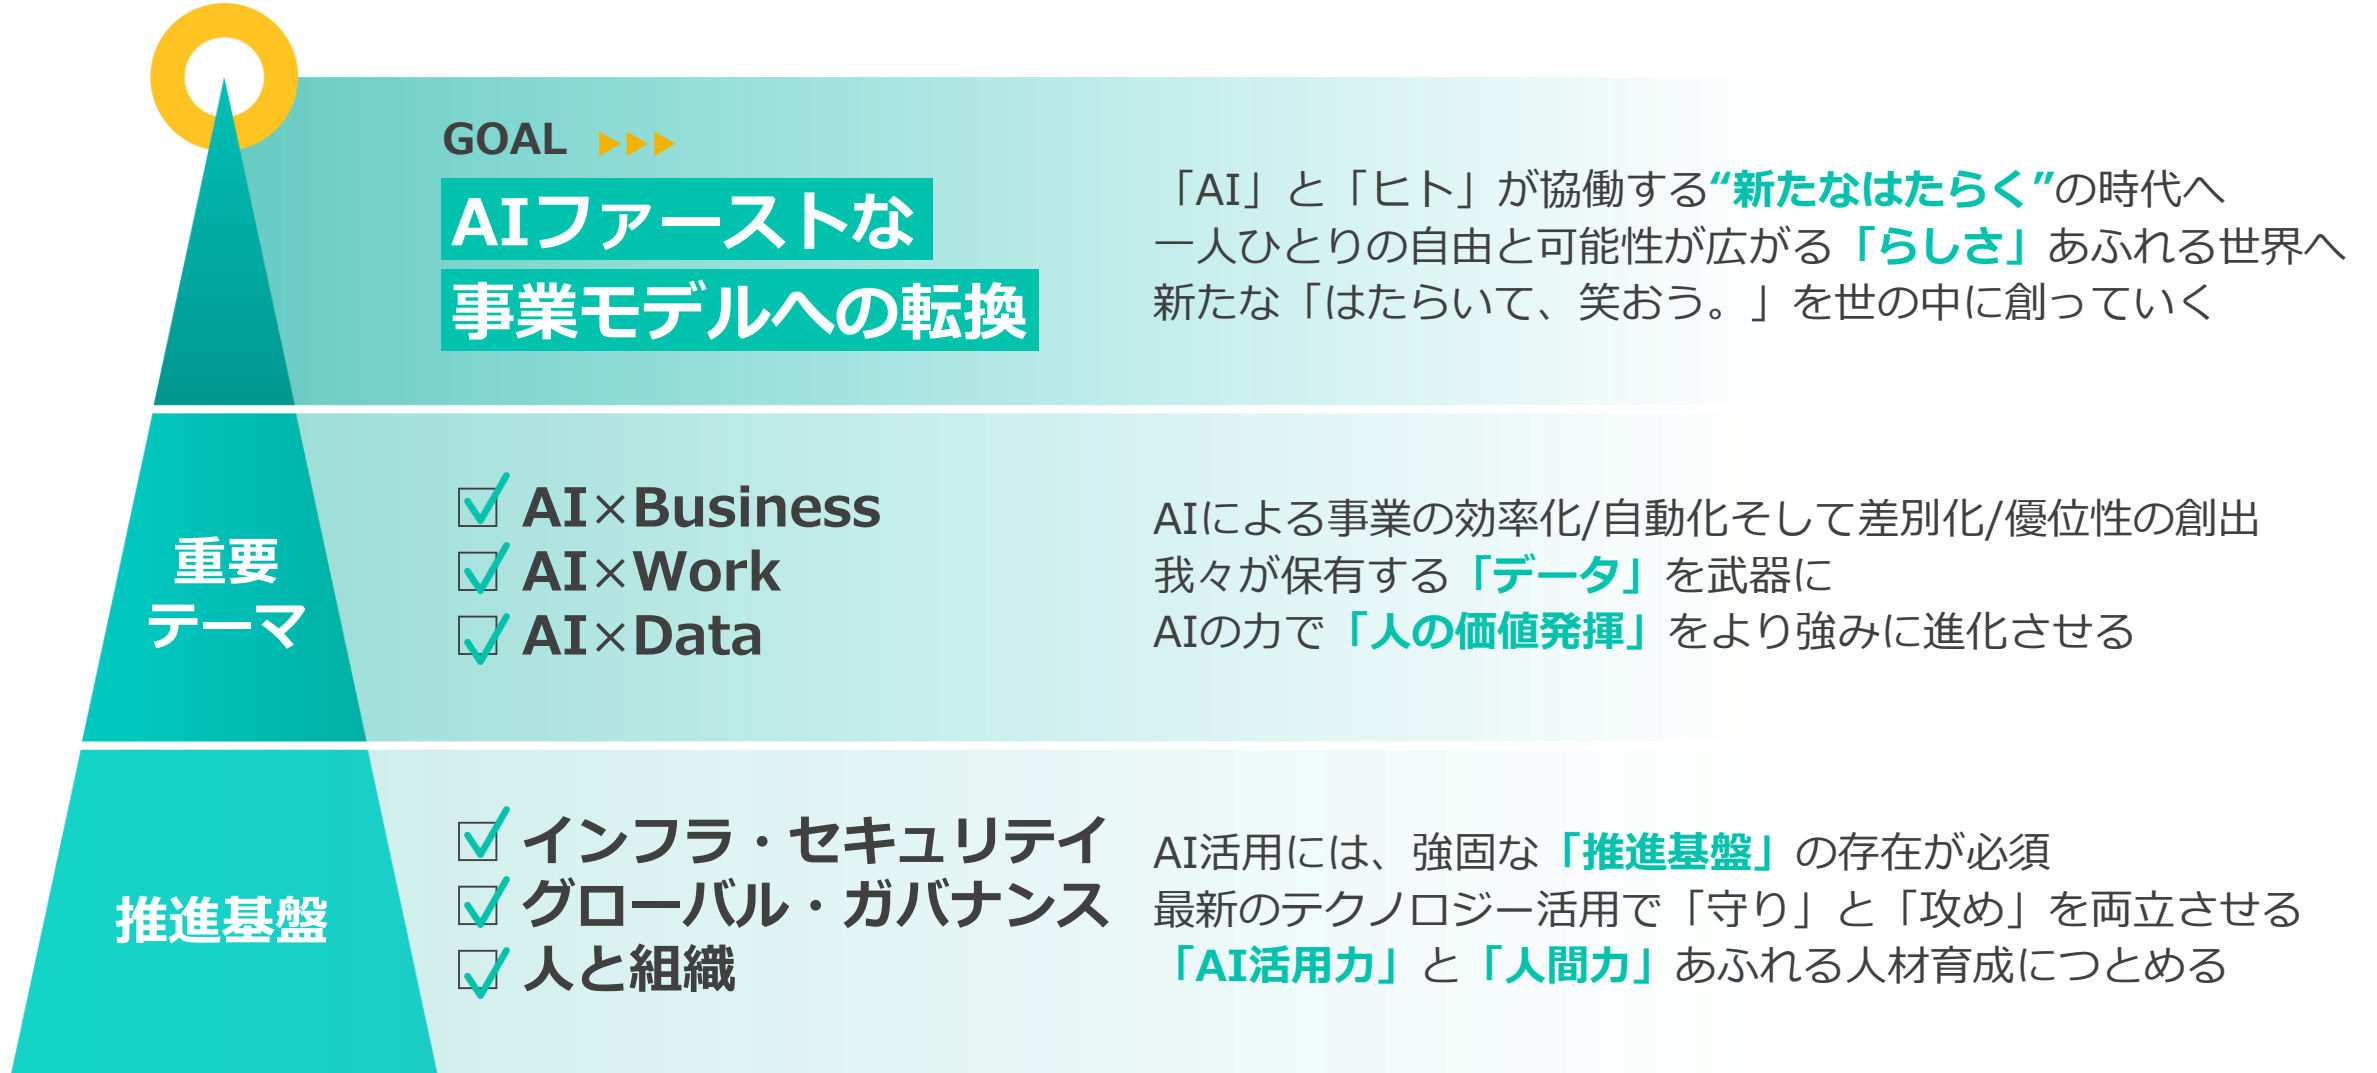 GOAL
AIファーストな
事業モデルへの転換
「AI」と「ヒト」が協働する“新たなはたらく”の時代へ
一人ひとりの自由と可能性が広がる「らしさ」あふれる世界へ
新たな「はたらいて、笑おう。」を世の中に創っていく
重要
テーマ
AI×Business
AI×Work
AI×Data
AIによる事業の効率化/自動化そして差別化/優位性の創出
我々が保有する「データ」を武器に
AIの力で「人の価値発揮」をより強みに進化させる
推進基盤
インフラ・セキュリテイ
グローバル・ガバナンス
人と組織
AI活用には、強固な「推進基盤」の存在が必須
最新のテクノロジー活用で「守り」と「攻め」を両立させる
「AI活用力」と「人間力」あふれる人材育成につとめる